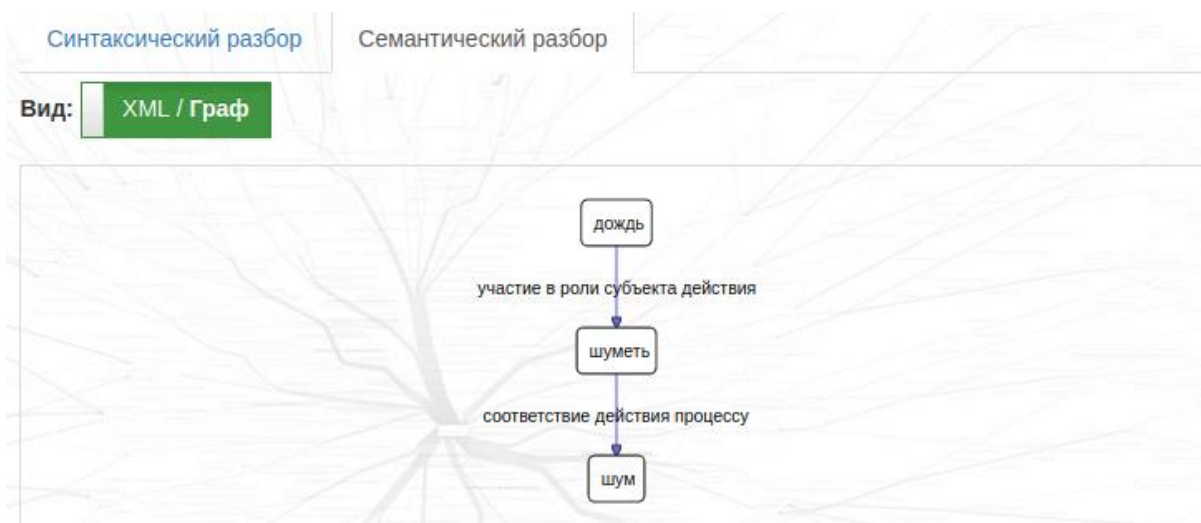 Синтаксический разбор Семантический разбор
Вид: XML / Граф
дождь
участие в роли субъекта действия
шуметь
соответствие действия процессу
шум